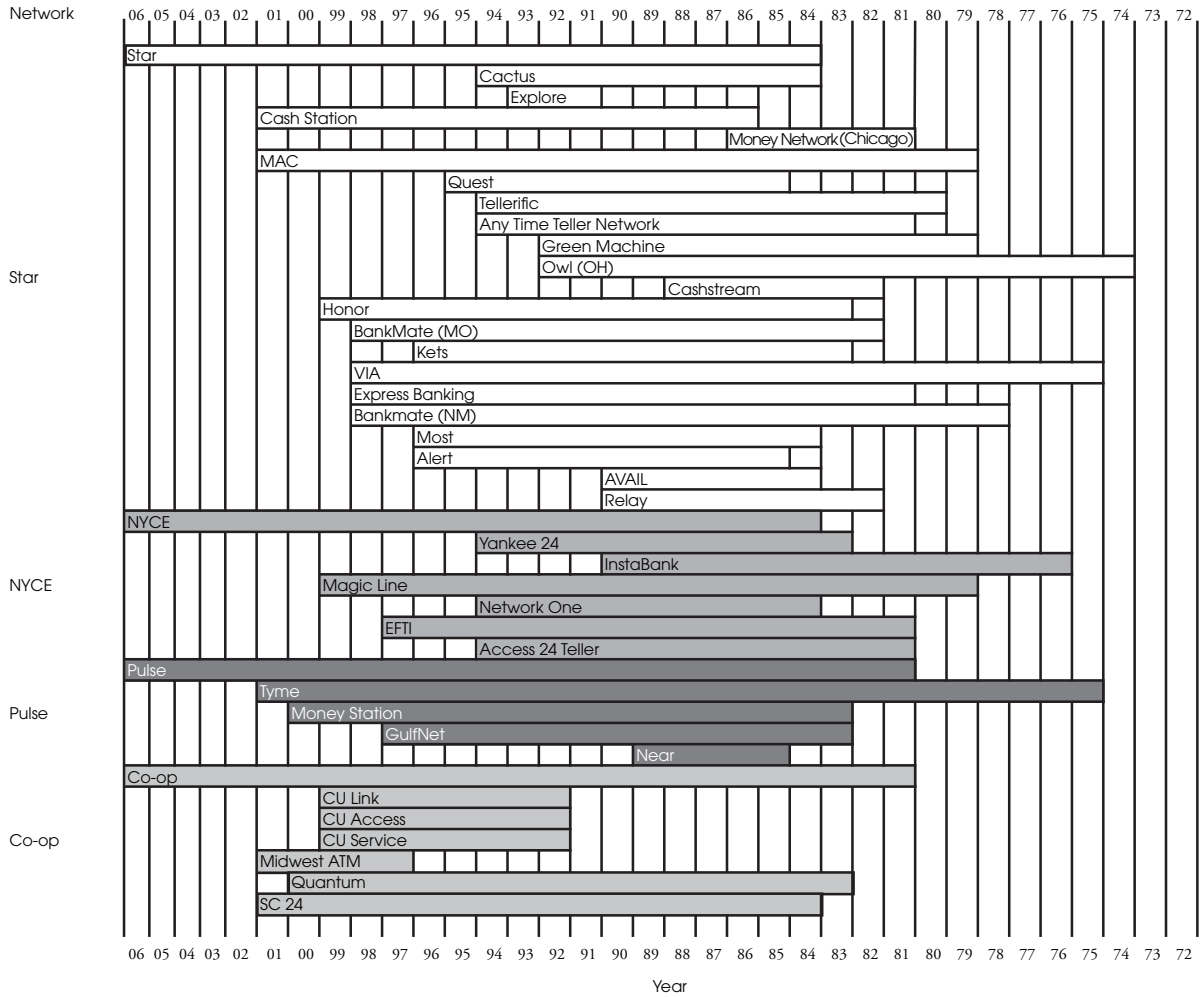 Network
06 05 04 03 02 01 00 99 98 97 96 95 94 93 92 91 90 89 88 87 86 85 84 83 82 81 80 79 78 77 76 75 74 73 72
Star
Cactus
Explore
Cash Station
Money Network (Chicago)
MAC
Quest
Tellerific
Any Time Teller Network
Green Machine
Owl (OH)
Star
Cashstream
Honor
BankMate (MO)
Kets
VIA
Express Banking
Bankmate (NM)
Most
Alert
AVAIL
Relay
NYCE
Yankee 24
InstaBank
NYCE
Magic Line
Network One
EFTI
Access 24 Teller
Pulse
Tyme
Pulse
Money Station
GulfNet
Near
Co-op
CU Link
CU Access
Co-op
CU Service
Midwest ATM
Quantum
SC 24
06 05 04 03 02 01 00 99 98 97 96 95 94 93 92 91 90 89 88 87 86 85 84 83 82 81 80 79 78 77 76 75 74 73 72
Year